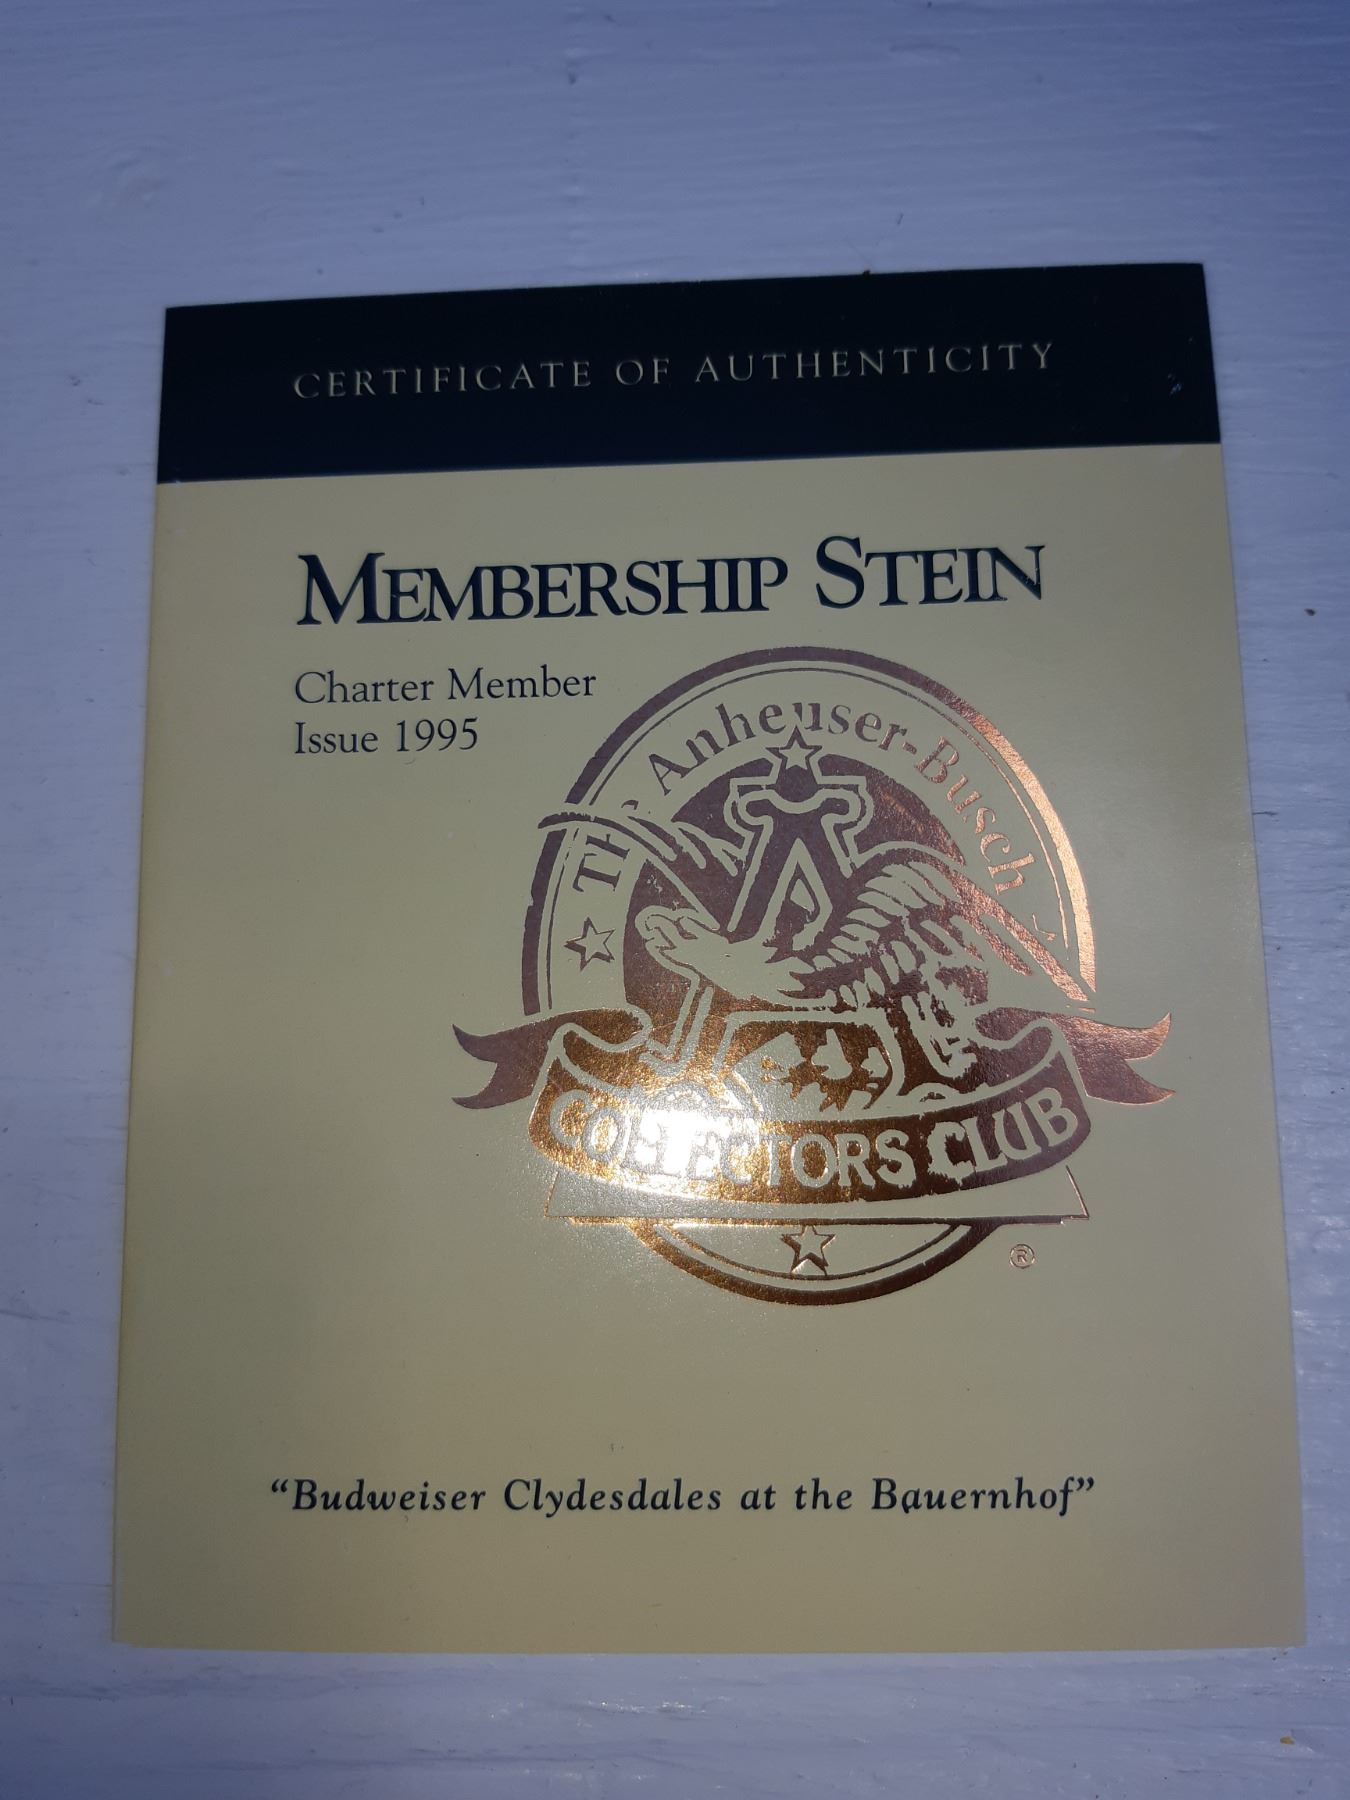 CERTIFICATE OF AUTHENTICITY
MEMBERSHIP STEIN
Charter Member
Issue 1995
The Anheuser-Busch
A
COLLECTORS CLUB
®
“Budweiser Clydesdales at the Bauernhof”